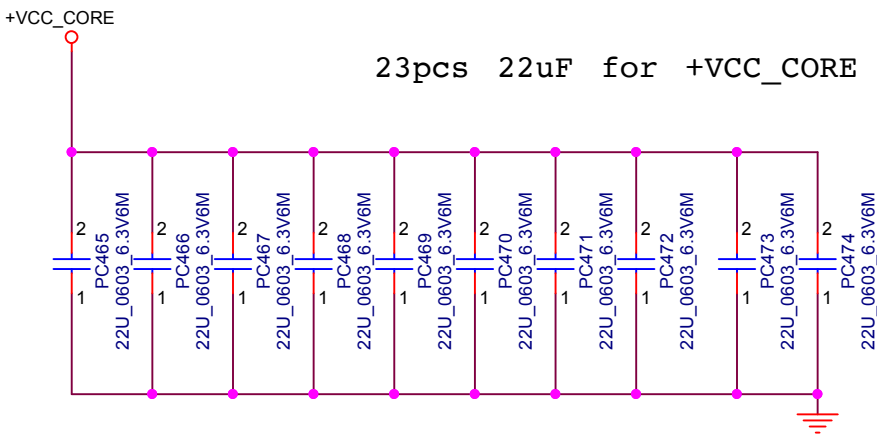 +VCC_CORE
23pcs 22uF for +VCC_CORE
2
1
PC465
22U_0603_6.3V6M
2
1
PC466
22U_0603_6.3V6M
2
1
PC467
22U_0603_6.3V6M
2
1
PC468
22U_0603_6.3V6M
2
1
PC469
22U_0603_6.3V6M
2
1
PC470
22U_0603_6.3V6M
2
1
PC471
22U_0603_6.3V6M
2
1
PC472
22U_0603_6.3V6M
2
1
PC473
22U_0603_6.3V6M
2
1
PC474
22U_0603_6.3V6M